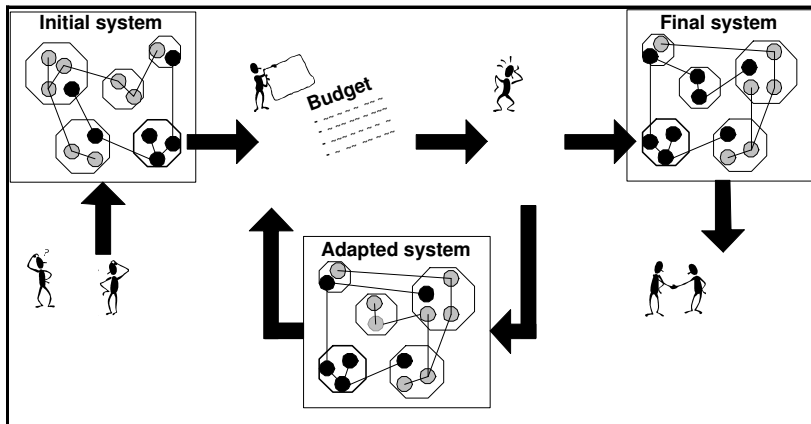 Initial system
Budget
Final system
?
Adapted system